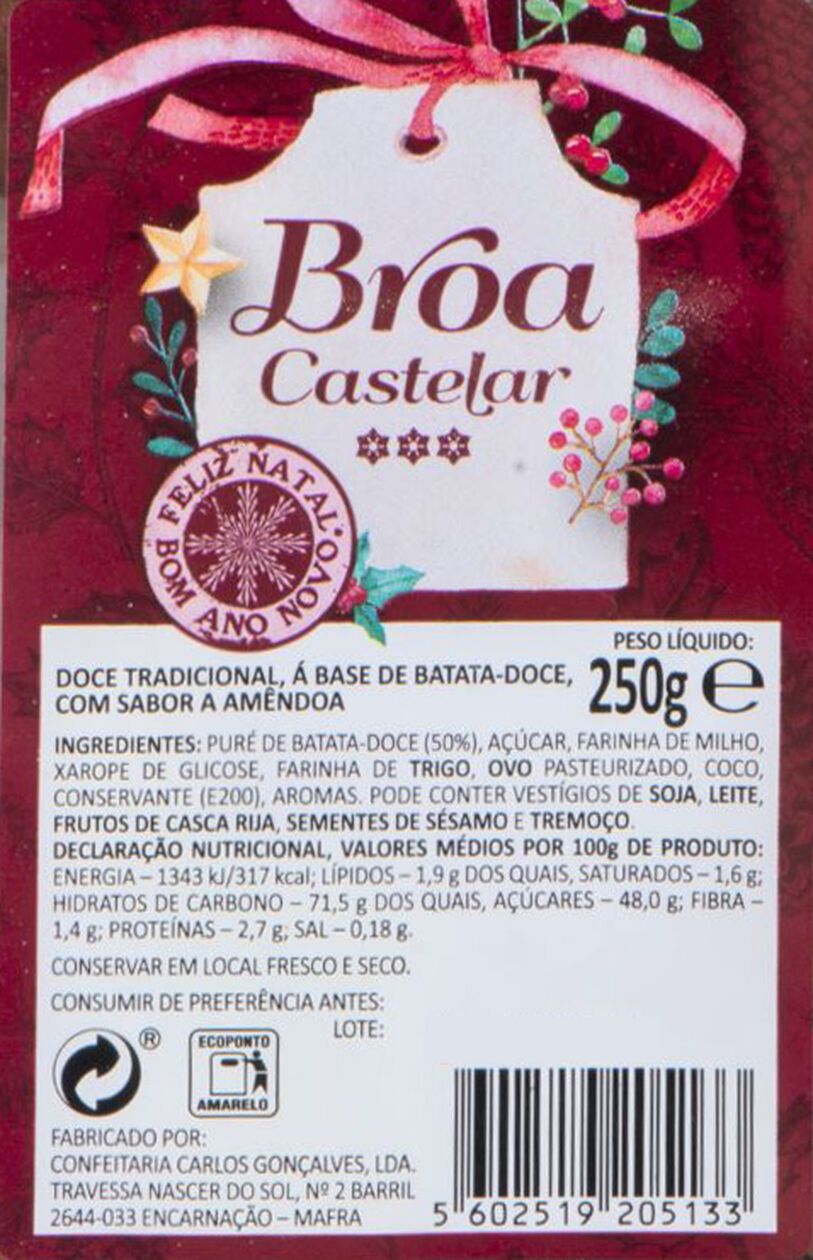 Broa
Castelar
FELIZ NATAL
BOM ANO NOVO
PESO LÍQUIDO:
250g e
DOCE TRADICIONAL, Á BASE DE BATATA-DOCE,
COM SABOR A AMÊNDOA
INGREDIENTES: PURÉ DE BATATA-DOCE (50%), AÇÚCAR, FARINHA DE MILHO,
XAROPE DE GLICOSE, FARINHA DE TRIGO, OVO PASTEURIZADO, COCO,
CONSERVANTE (E200), AROMAS. PODE CONTER VESTÍGIOS DE SOJA, LEITE,
FRUTOS DE CASCA RIJA, SEMENTES DE SÉSAMO E TREMOÇO.
DECLARAÇÃO NUTRICIONAL, VALORES MÉDIOS POR 100g DE PRODUTO:
ENERGIA – 1343 kJ/317 kcal; LÍPIDOS – 1,9 g DOS QUAIS, SATURADOS – 1,6 g;
HIDRATOS DE CARBONO – 71,5 g DOS QUAIS, AÇÚCARES – 48,0 g; FIBRA –
1,4 g; PROTEÍNAS – 2,7 g, SAL – 0,18 g.
CONSERVAR EM LOCAL FRESCO E SECO.
CONSUMIR DE PREFERÊNCIA ANTES:
LOTE:
®
ECOPONTO
AMARELO
FABRICADO POR:
CONFEITARIA CARLOS GONÇALVES, LDA.
TRAVESSA NASCER DO SOL, Nº 2 BARRIL
2644-033 ENCARNAÇÃO – MAFRA
5 602519 205133